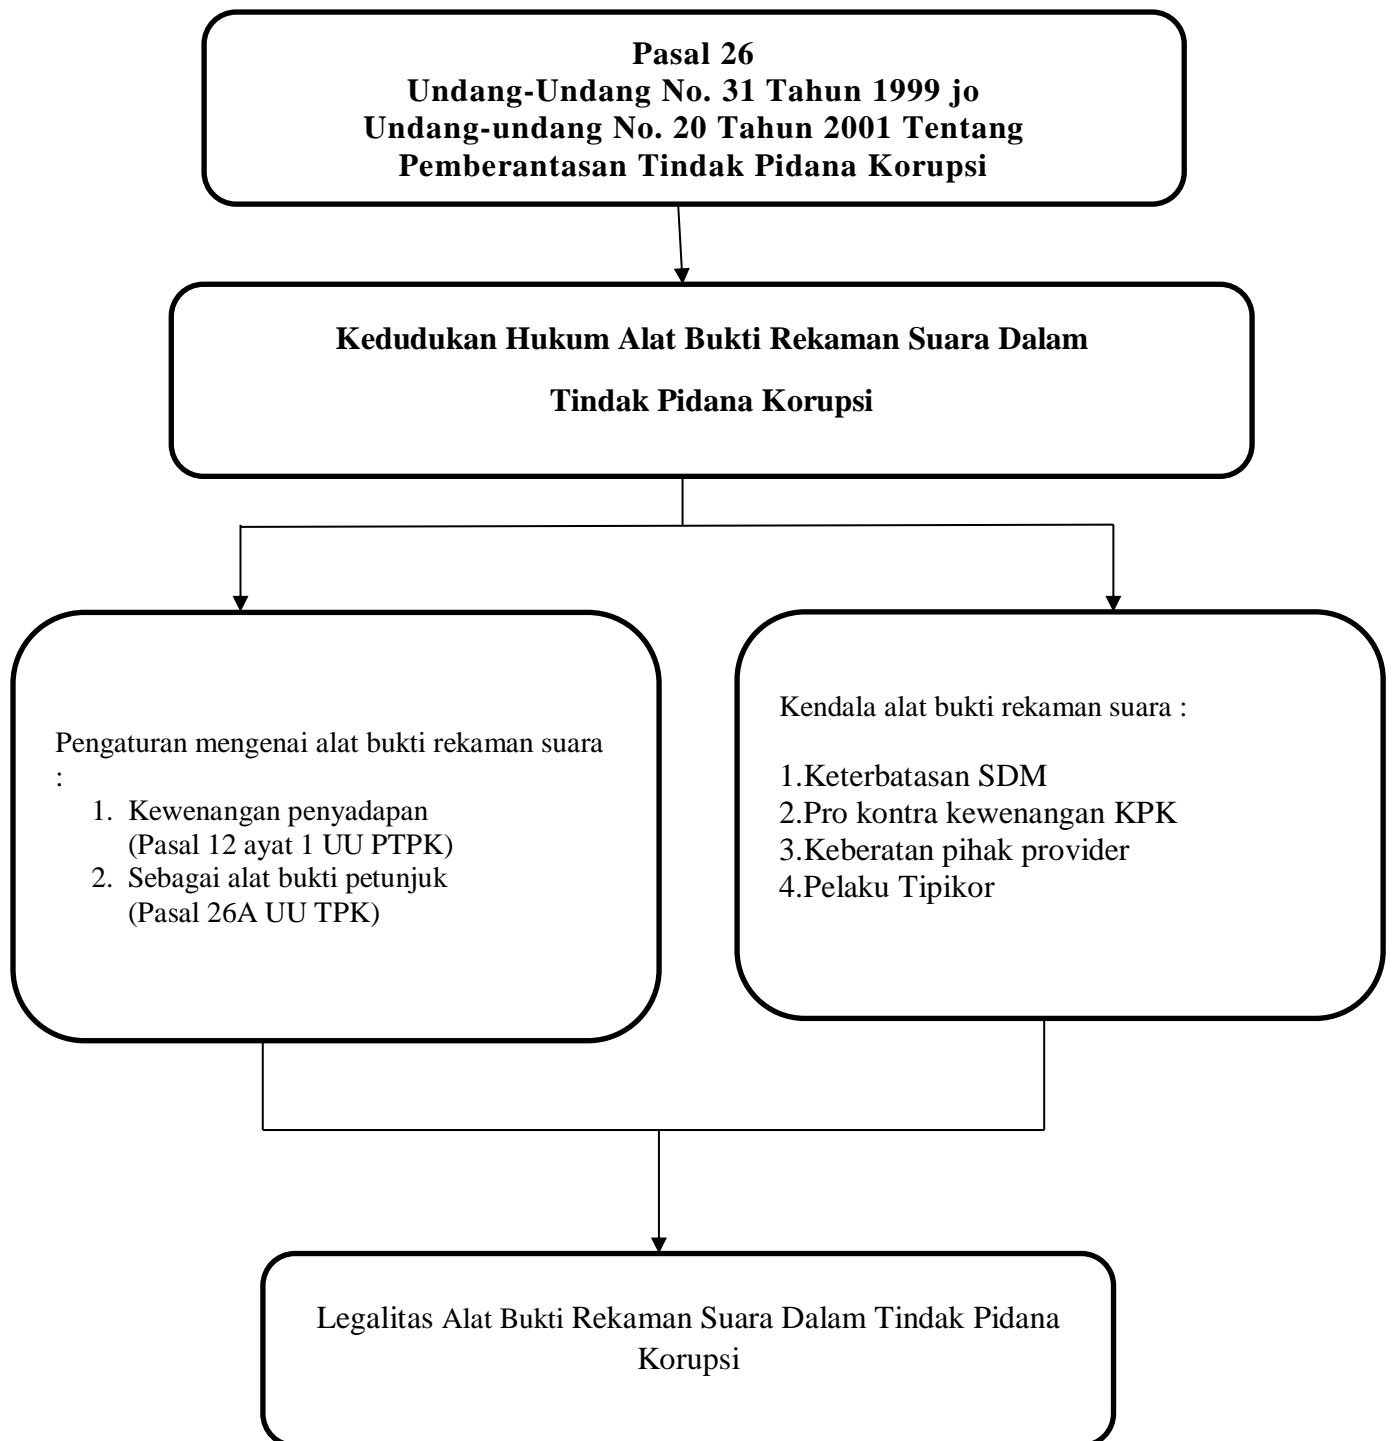 Pasal 26
Undang-Undang No. 31 Tahun 1999 jo
Undang-undang No. 20 Tahun 2001 Tentang
Pemberantasan Tindak Pidana Korupsi
Kedudukan Hukum Alat Bukti Rekaman Suara Dalam
Tindak Pidana Korupsi
Pengaturan mengenai alat bukti rekaman suara
:
1. Kewenangan penyadapan
(Pasal 12 ayat 1 UU PTPK)
2. Sebagai alat bukti petunjuk
(Pasal 26A UU TPK)
Kendala alat bukti rekaman suara :
1.Keterbatasan SDM
2.Pro kontra kewenangan KPK
3.Keberatan pihak provider
4.Pelaku Tipikor
Legalitas Alat Bukti Rekaman Suara Dalam Tindak Pidana
Korupsi